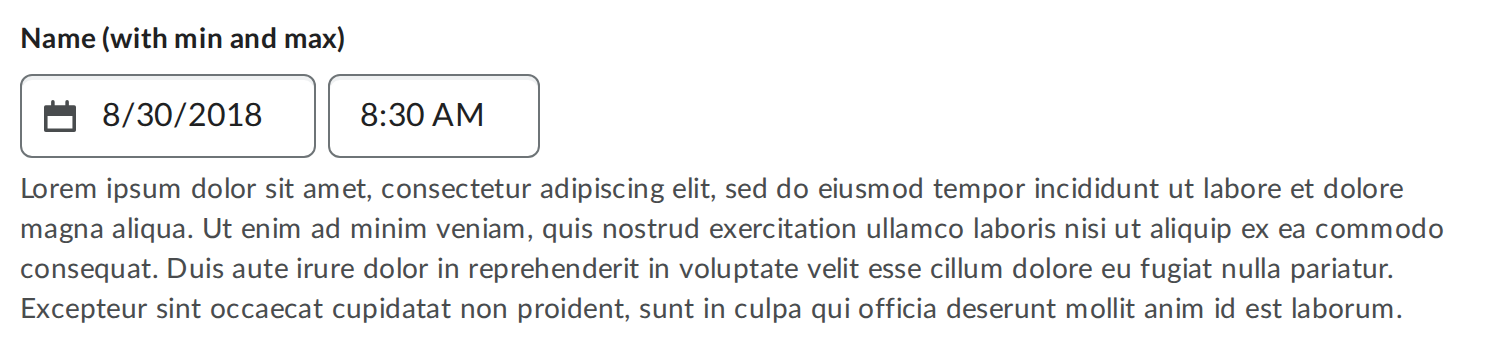 Name (with min and max)
8/30/2018 8:30 AM
Lorem ipsum dolor sit amet, consectetur adipiscing elit, sed do eiusmod tempor incididunt ut labore et dolore
magna aliqua. Ut enim ad minim veniam, quis nostrud exercitation ullamco laboris nisi ut aliquip ex ea commodo
consequat. Duis aute irure dolor in reprehenderit in voluptate velit esse cillum dolore eu fugiat nulla pariatur.
Excepteur sint occaecat cupidatat non proident, sunt in culpa qui officia deserunt mollit anim id est laborum.